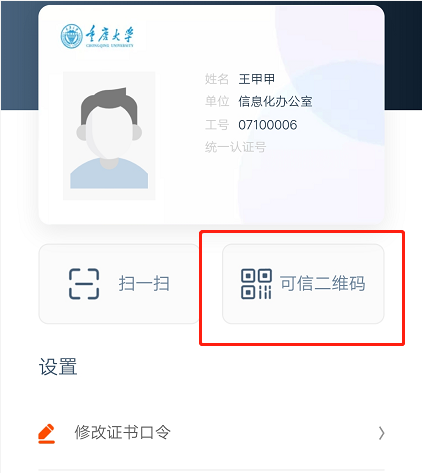 重庆大学
CHONGQING UNIVERSITY
姓名 王甲甲
单位 信息化办公室
工号 07100006
统一认证号
扫一扫
可信二维码
设置
修改证书口令